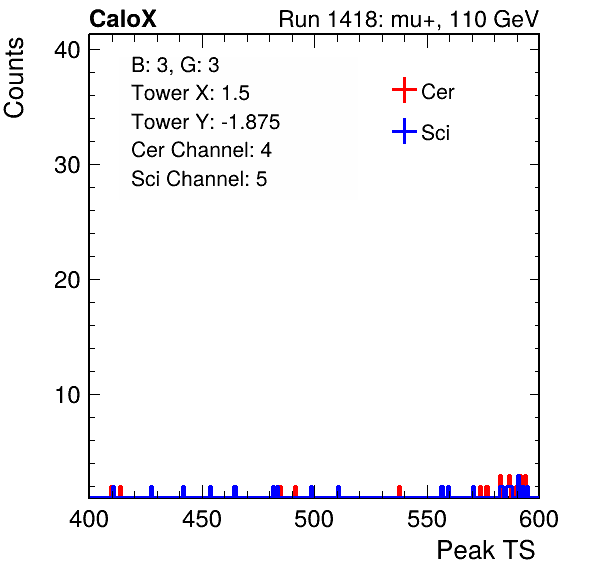 CaloX Run 1418: mu+, 110 GeV
Counts
40
30
20
10
B: 3, G: 3
Tower X: 1.5
Tower Y: -1.875
Cer Channel: 4
Sci Channel: 5
Cer
Sci
400 450 500 550 600
Peak TS